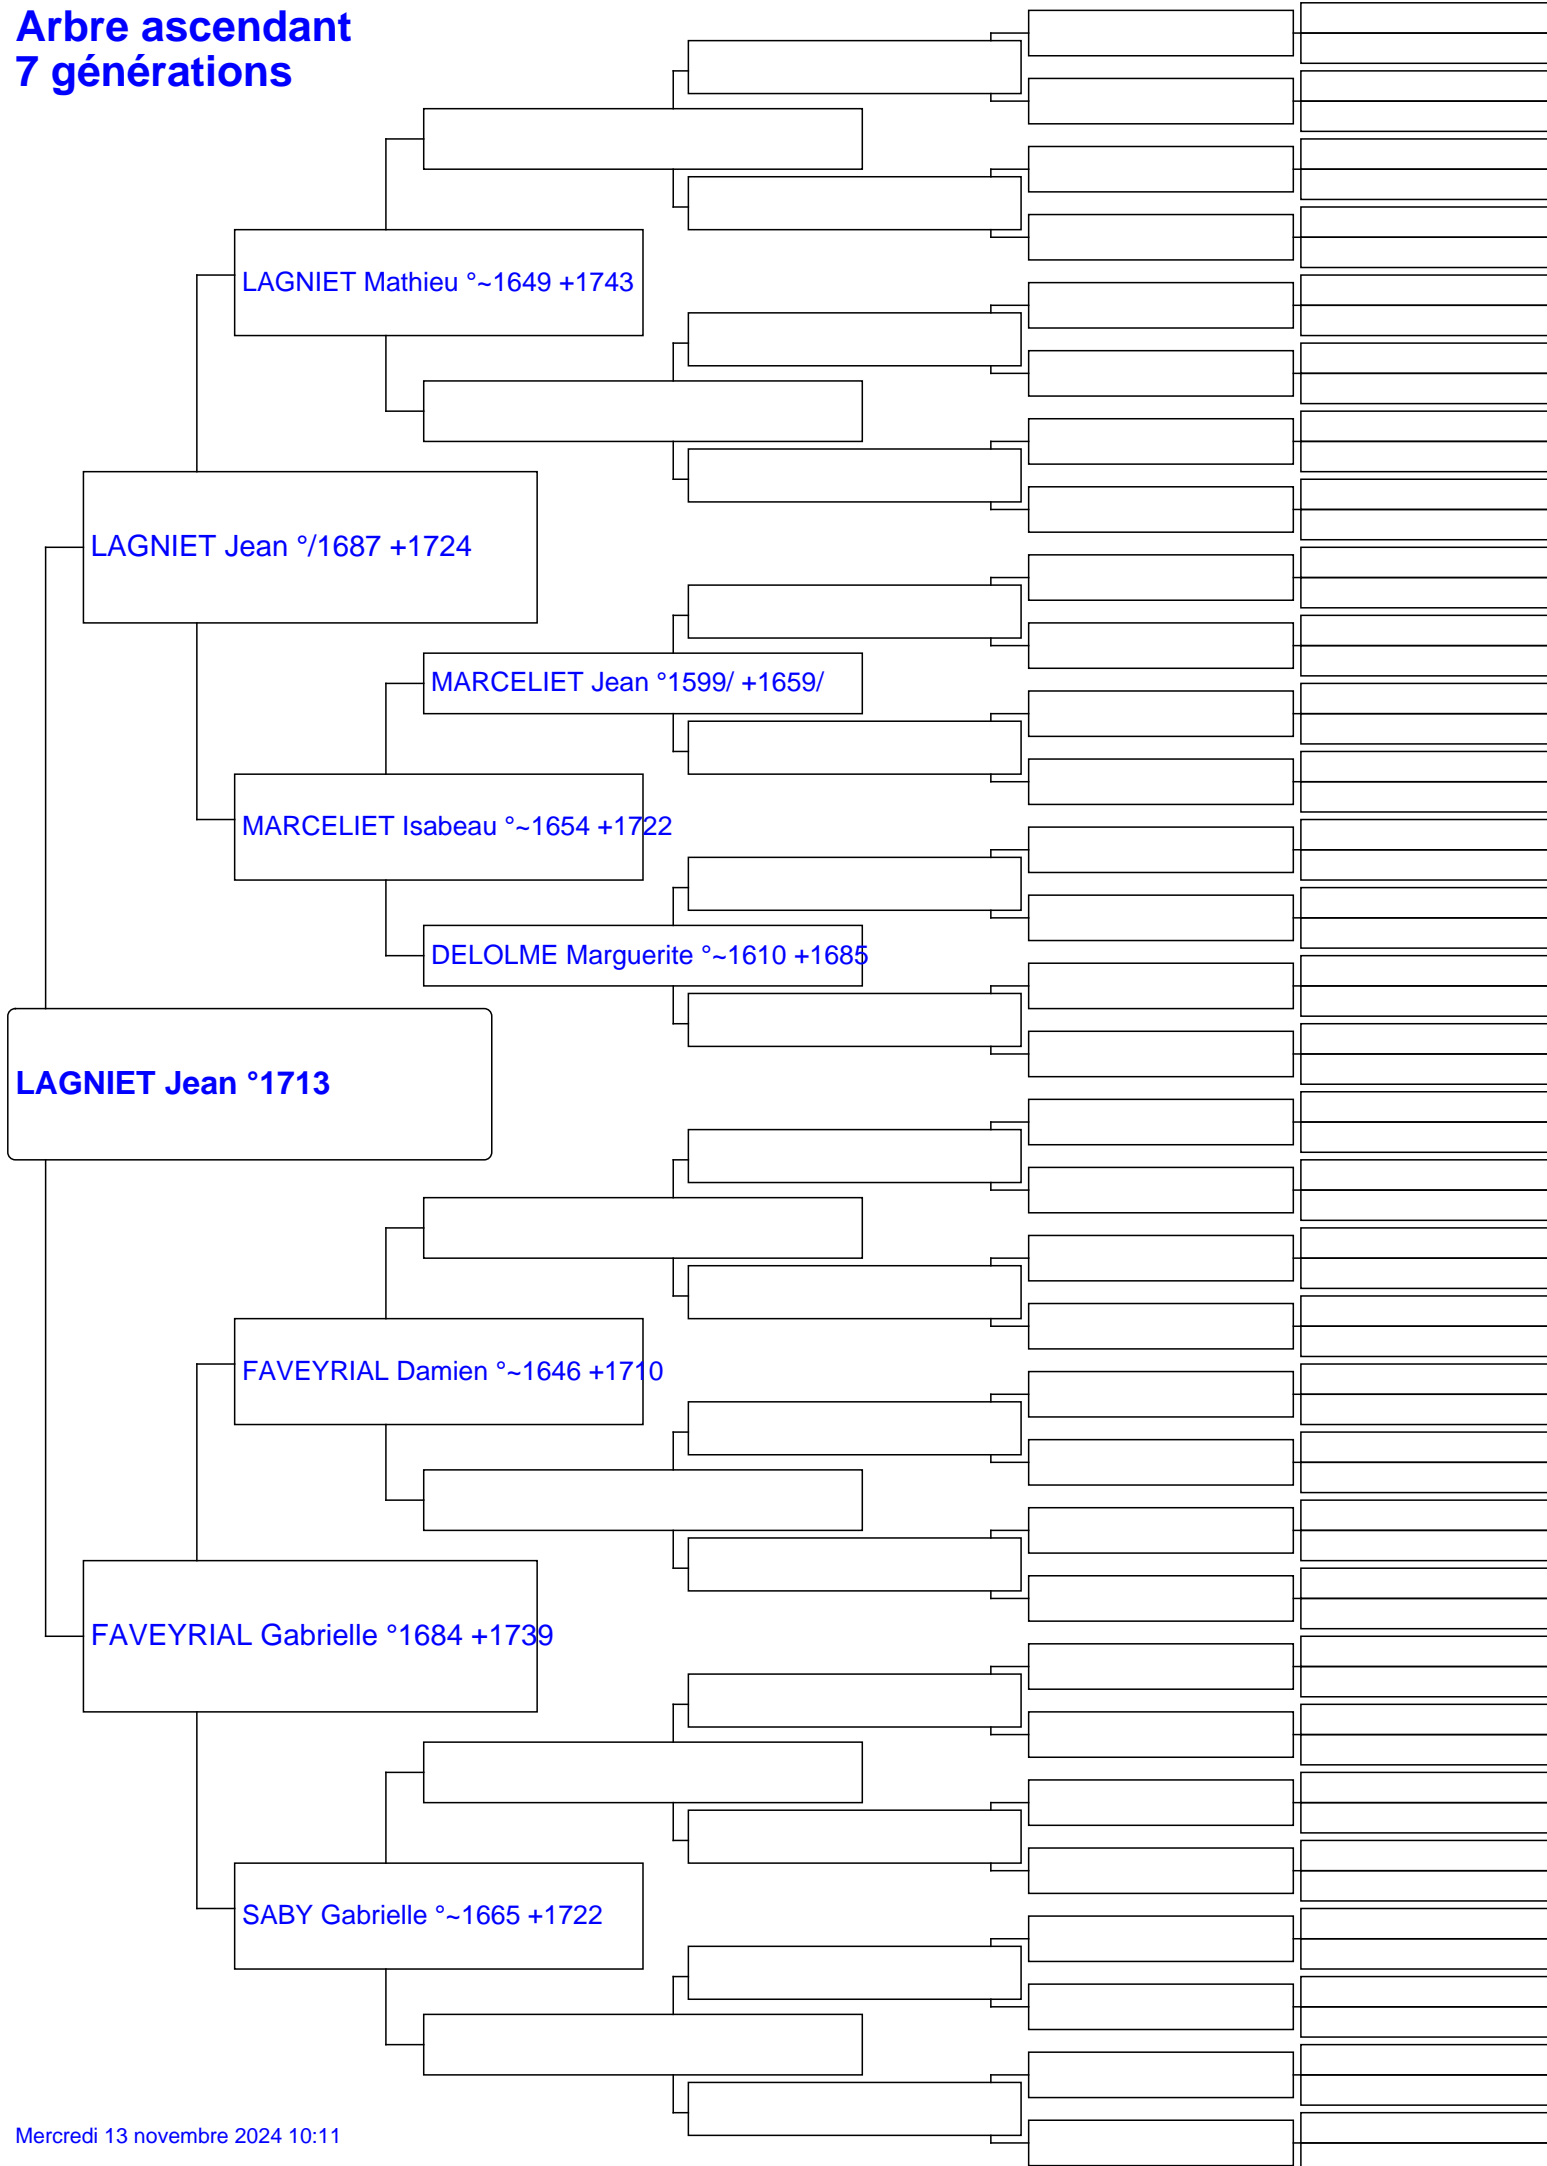 Arbre ascendant
7 générations
LAGNIET Mathieu °~1649 +1743
LAGNIET Jean °/1687 +1724
MARCELIET Jean °1599/ +1659/
MARCELIET Isabeau °~1654 +1722
DELOLME Marguerite °~1610 +1685
LAGNIET Jean °1713
FAVEYRIAL Damien °~1646 +1710
FAVEYRIAL Gabrielle °1684 +1739
SABY Gabrielle °~1665 +1722
Mercredi 13 novembre 2024 10:11